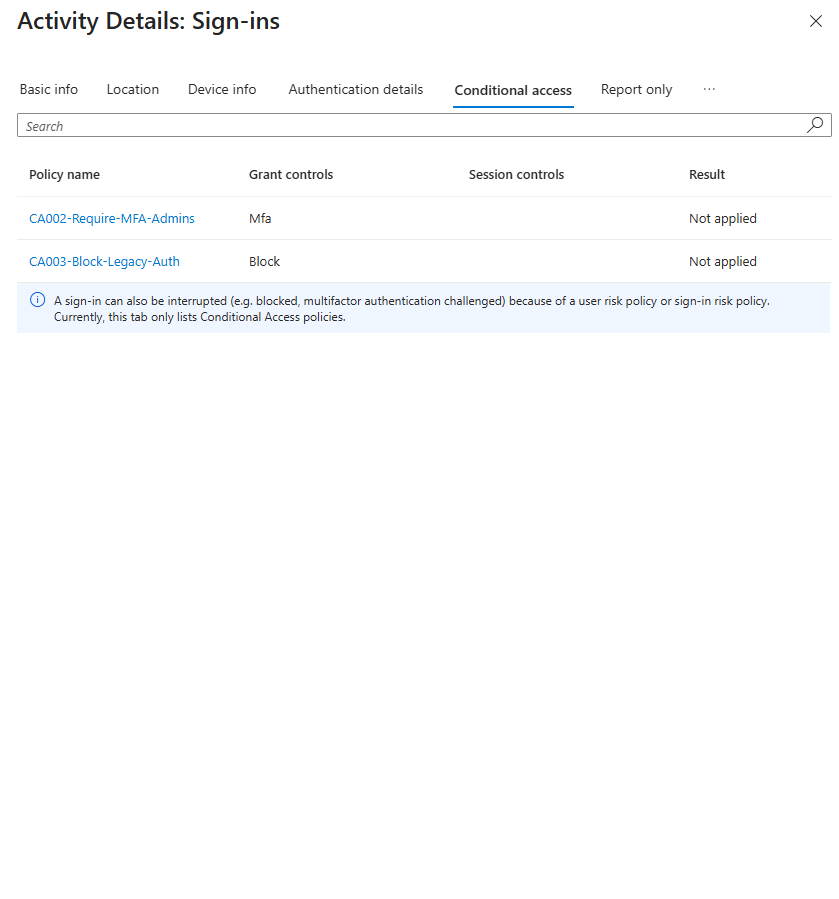 Activity Details: Sign-ins
Basic info Location Device info Authentication details Conditional access Report only ...
Search
Policy name Grant controls Session controls Result
CA002-Require-MFA-Admins Mfa Not applied
CA003-Block-Legacy-Auth Block Not applied
A sign-in can also be interrupted (e.g. blocked, multifactor authentication challenged) because of a user risk policy or sign-in risk policy.
Currently, this tab only lists Conditional Access policies.